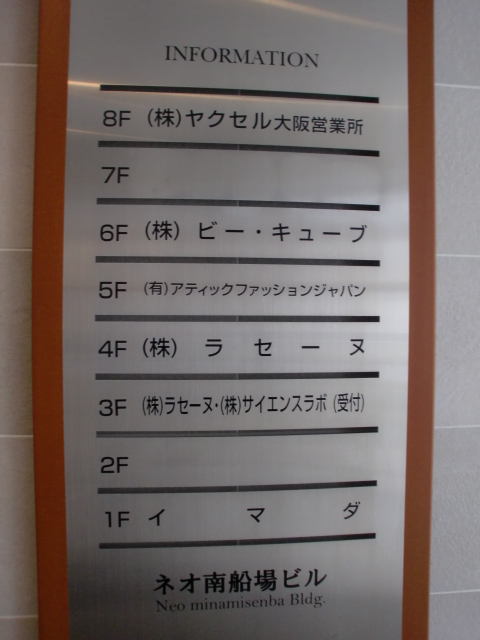 INFORMATION
8F (株)ヤクセル大阪営業所
7F
6F (株) ビー・キューブ
5F (有)アティックファッションジャパン
4F (株) ラセーヌ
3F (株)ラセーヌ・(株)サイエンスラボ (受付)
2F
1F イマダ
ネオ南船場ビル
Neo minamisenba Bldg.